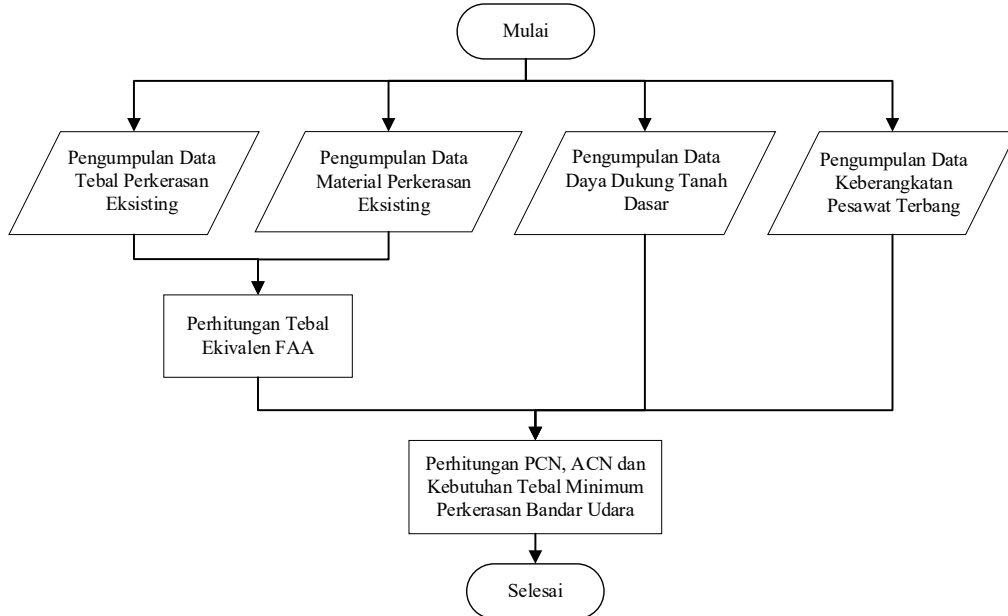 Mulai
Pengumpulan Data
Tebal Perkerasan
Eksisting
Pengumpulan Data
Material Perkerasan
Eksisting
Pengumpulan Data
Daya Dukung Tanah
Dasar
Pengumpulan Data
Keberangkatan
Pesawat Terbang
Perhitungan Tebal
Ekivalen FAA
Perhitungan PCN, ACN dan
Kebutuhan Tebal Minimum
Perkerasan Bandar Udara
Selesai